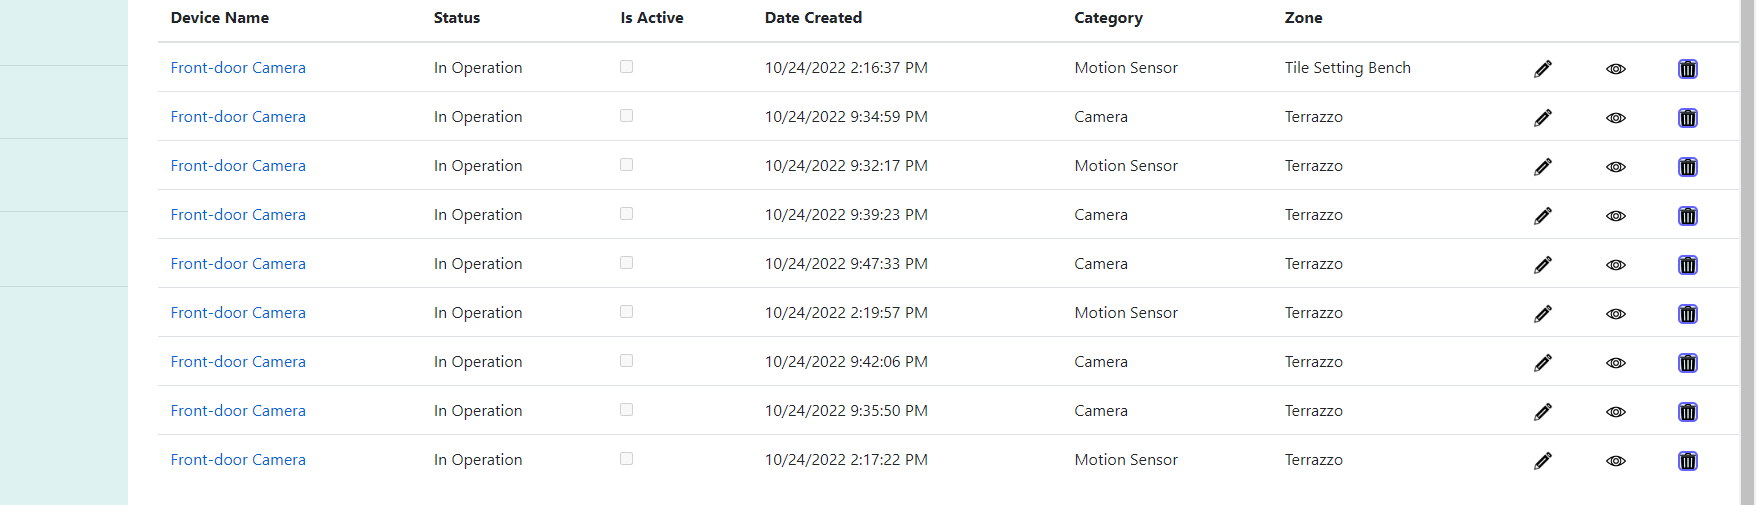 Device Name Status Is Active Date Created Category Zone
Front-door Camera In Operation 10/24/2022 2:16:37 PM Motion Sensor Tile Setting Bench
Front-door Camera In Operation 10/24/2022 9:34:59 PM Camera Terrazzo
Front-door Camera In Operation 10/24/2022 9:32:17 PM Motion Sensor Terrazzo
Front-door Camera In Operation 10/24/2022 9:39:23 PM Camera Terrazzo
Front-door Camera In Operation 10/24/2022 9:47:33 PM Camera Terrazzo
Front-door Camera In Operation 10/24/2022 2:19:57 PM Motion Sensor Terrazzo
Front-door Camera In Operation 10/24/2022 9:42:06 PM Camera Terrazzo
Front-door Camera In Operation 10/24/2022 9:35:50 PM Camera Terrazzo
Front-door Camera In Operation 10/24/2022 2:17:22 PM Motion Sensor Terrazzo